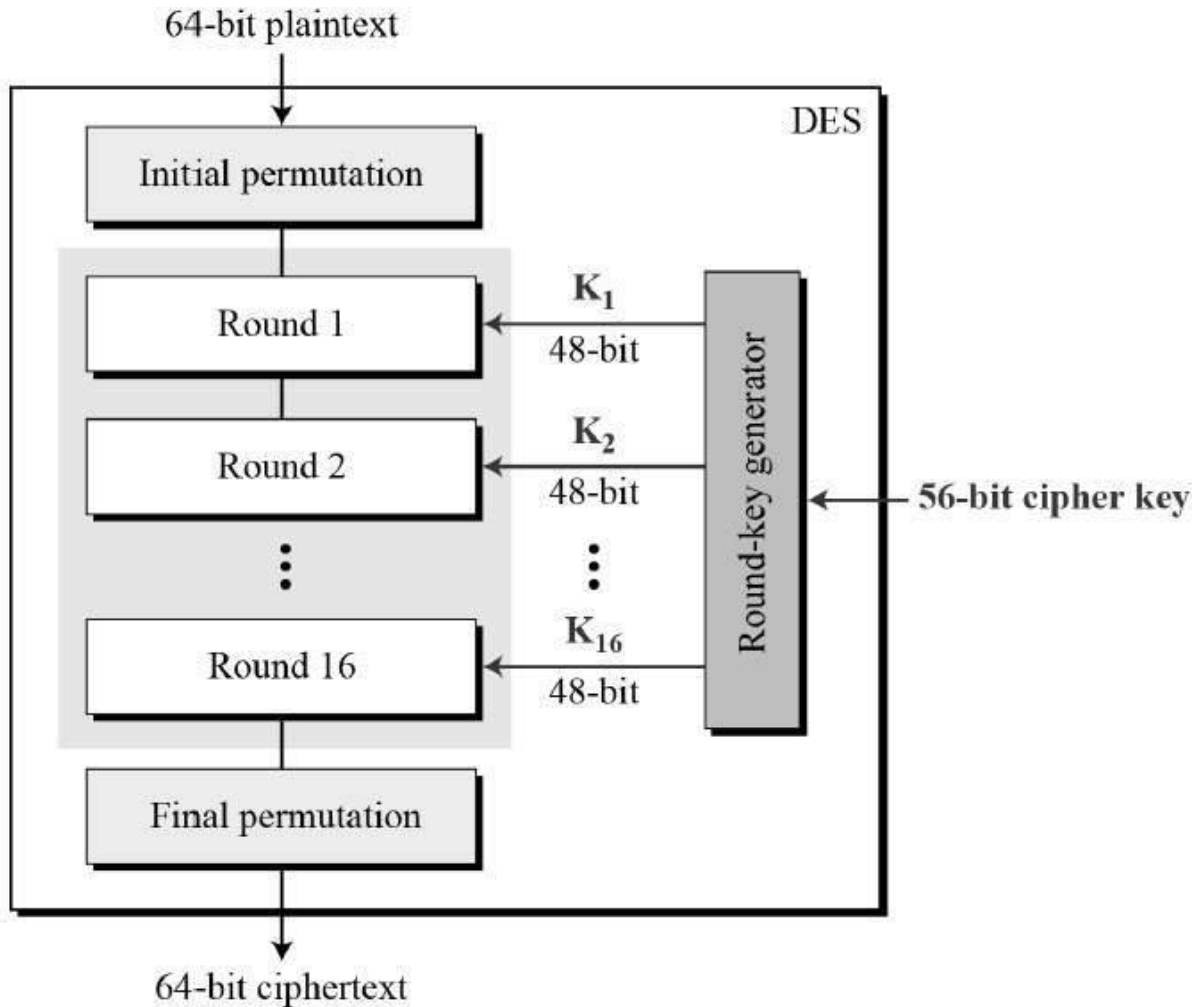 64-bit plaintext
DES
Initial permutation
Round 1
K1
48-bit
Round 2
K2
48-bit
Round-key generator
56-bit cipher key
Round 16
K16
48-bit
Final permutation
64-bit ciphertext